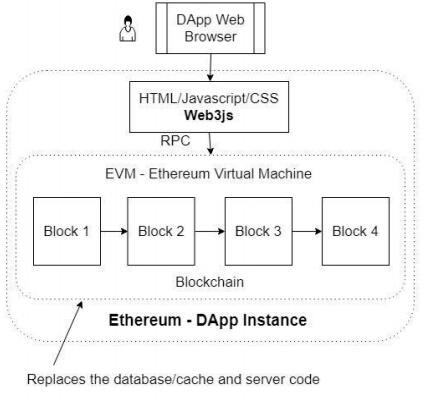 DApp Web
Browser
HTML/Javascript/CSS
Web3js
RPC
EVM - Ethereum Virtual Machine
Block 1
Block 2
Block 3
Block 4
Blockchain
Ethereum - DApp Instance
Replaces the database/cache and server code